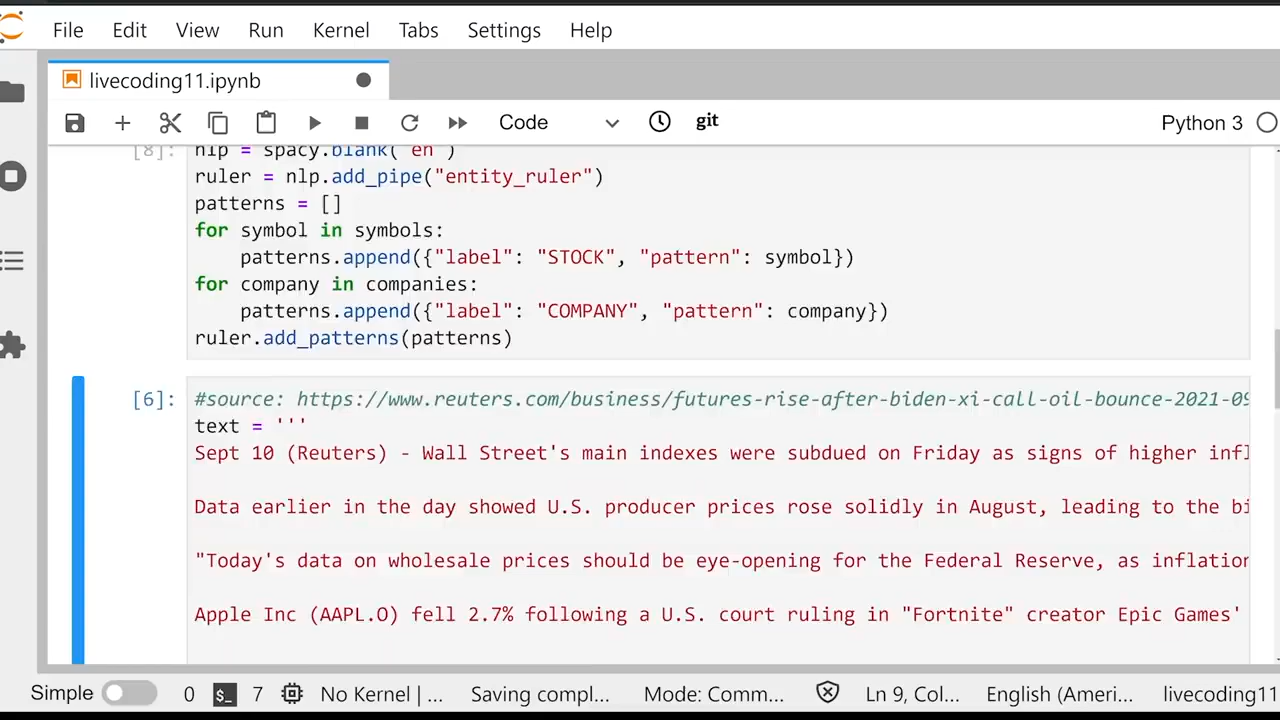 File Edit View Run Kernel Tabs Settings Help
livecoding11.ipynb
Code git Python 3
[8]: nlp = spacy.blank("en")
ruler = nlp.add_pipe("entity_ruler")
patterns = []
for symbol in symbols:
    patterns.append({"label": "STOCK", "pattern": symbol})
for company in companies:
    patterns.append({"label": "COMPANY", "pattern": company})
ruler.add_patterns(patterns)
[6]: #source: https://www.reuters.com/business/futures-rise-after-biden-xi-call-oil-bounce-2021-09
text = '''
Sept 10 (Reuters) - Wall Street's main indexes were subdued on Friday as signs of higher infl
Data earlier in the day showed U.S. producer prices rose solidly in August, leading to the bi
"Today's data on wholesale prices should be eye-opening for the Federal Reserve, as inflation
Apple Inc (AAPL.O) fell 2.7% following a U.S. court ruling in "Fortnite" creator Epic Games'
Simple 0 $_ 7 No Kernel | ... Saving compl... Mode: Comm... Ln 9, Col... English (Ameri... livecoding11